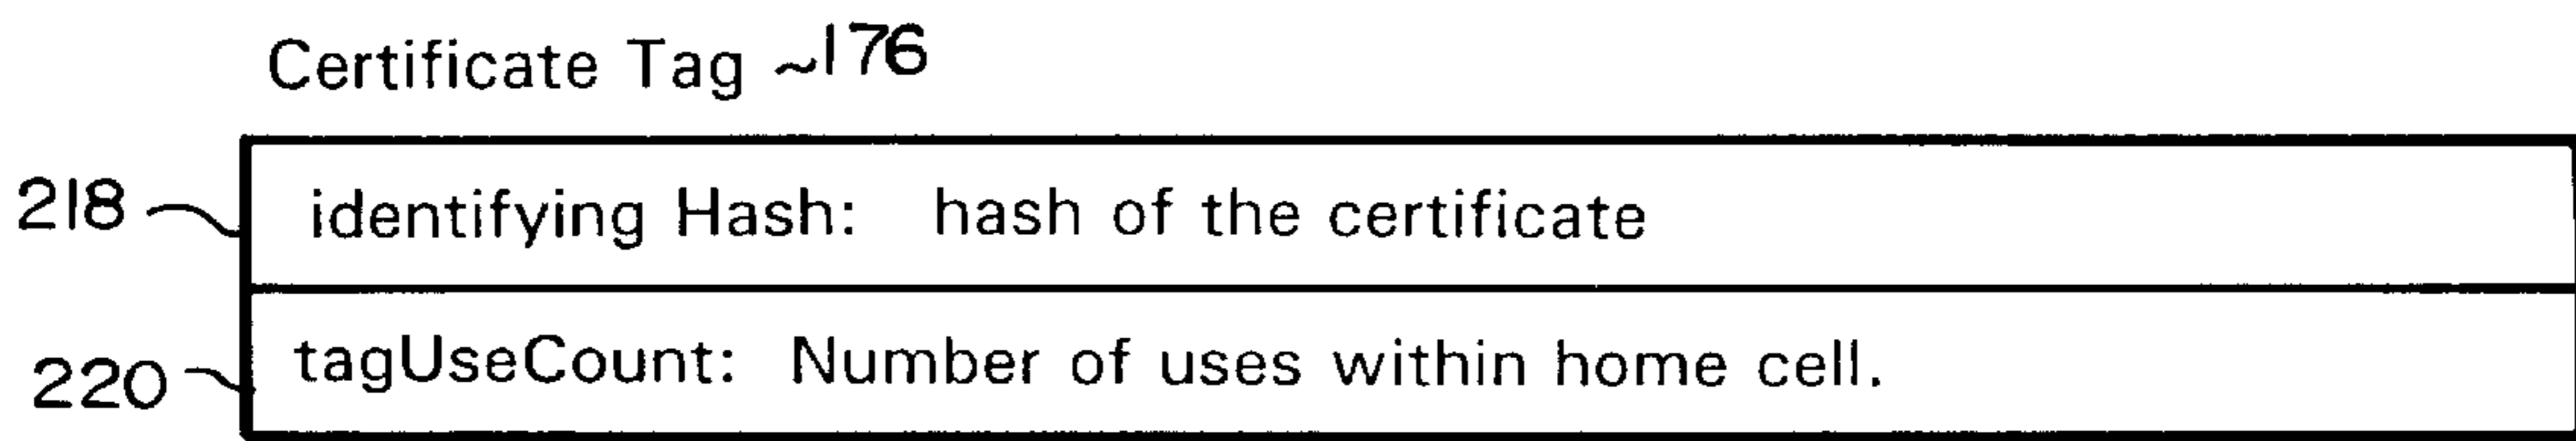 Certificate Tag ~176
218 identifying Hash: hash of the certificate
220 tagUseCount: Number of uses within home cell.